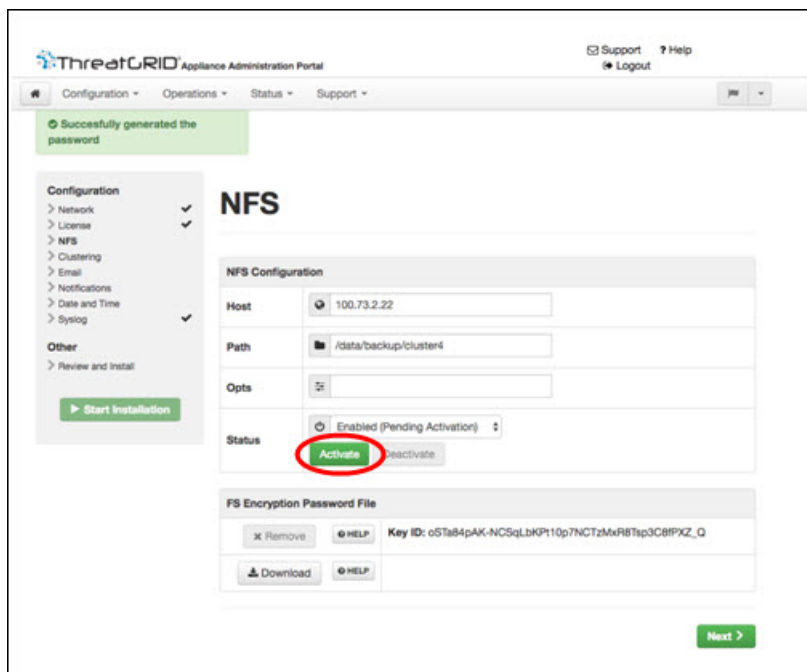 Support ? Help
ThreatGRID® Appliance Administration Portal
Logout
Configuration Operations Status Support
Succesfully generated the
password
Configuration
Network
License
NFS
Clustering
Email
Notifications
Date and Time
Syslog
Other
Review and Install
Start Installation
NFS
NFS Configuration
Host 100.73.2.22
Path /data/backup/cluster4
Opts
Status Enabled (Pending Activation)
Activate Deactivate
FS Encryption Password File
Remove HELP Key ID: oSTa84pAK-NCSqLbKPt10p7NCTzMxR8Tsp3C8fPXZ_Q
Download HELP
Next